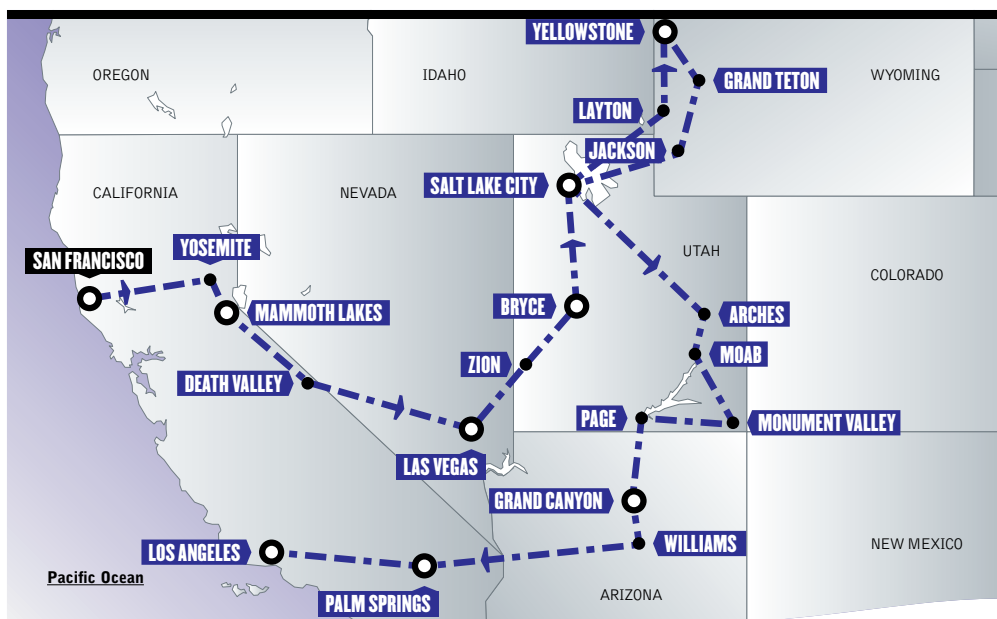 YELLOWSTONE
OREGON
IDAHO
GRAND TETON
WYOMING
LAYTON
JACKSON
CALIFORNIA
NEVADA
SALT LAKE CITY
SAN FRANCISCO
YOSEMITE
UTAH
COLORADO
MAMMOTH LAKES
BRYCE
ARCHES
MOAB
ZION
DEATH VALLEY
PAGE
MONUMENT VALLEY
LAS VEGAS
GRAND CANYON
LOS ANGELES
WILLIAMS
NEW MEXICO
Pacific Ocean
PALM SPRINGS
ARIZONA